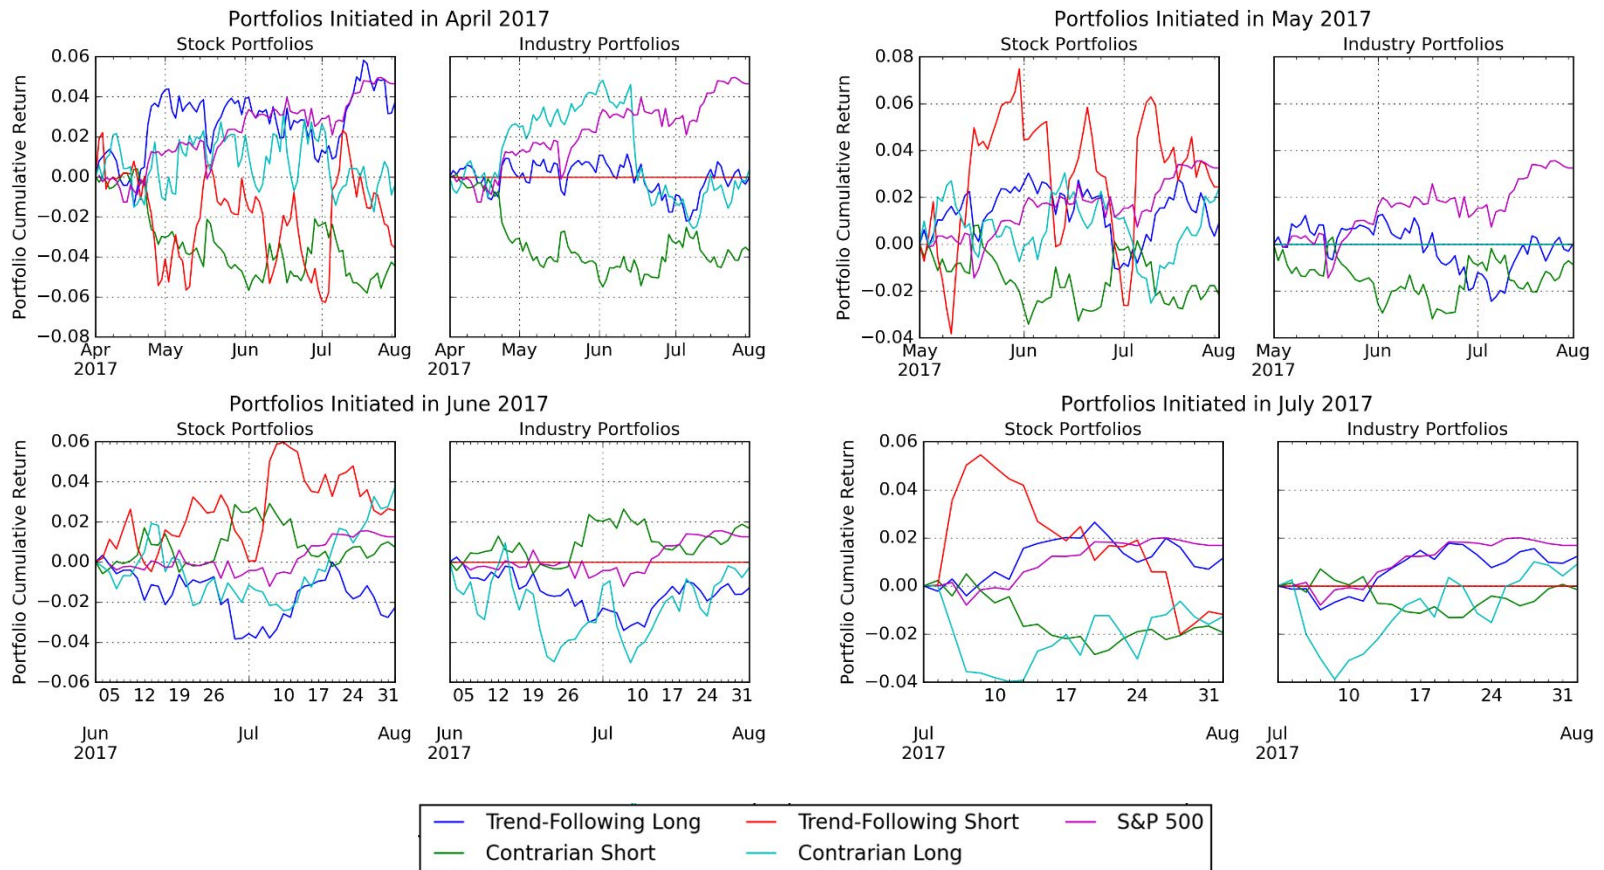 Portfolios Initiated in April 2017
Stock Portfolios
Industry Portfolios
Portfolio Cumulative Return
0.06
0.04
0.02
0.00
−0.02
−0.04
−0.06
−0.08
Apr 2017
May
Jun
Jul
Aug
Apr 2017
May
Jun
Jul
Aug
Portfolios Initiated in May 2017
Stock Portfolios
Industry Portfolios
Portfolio Cumulative Return
0.08
0.06
0.04
0.02
0.00
−0.02
−0.04
May 2017
Jun
Jul
Aug
May 2017
Jun
Jul
Aug
Portfolios Initiated in June 2017
Stock Portfolios
Industry Portfolios
Portfolio Cumulative Return
0.06
0.04
0.02
0.00
−0.02
−0.04
−0.06
05 12 19 26 10 17 24 31
Jun 2017
Jul
Aug
05 12 19 26 10 17 24 31
Jun 2017
Jul
Aug
Portfolios Initiated in July 2017
Stock Portfolios
Industry Portfolios
Portfolio Cumulative Return
0.06
0.04
0.02
0.00
−0.02
−0.04
10 17 24 31
Jul 2017
Aug
10 17 24 31
Jul 2017
Aug
Trend-Following Long
Trend-Following Short
S&P 500
Contrarian Short
Contrarian Long